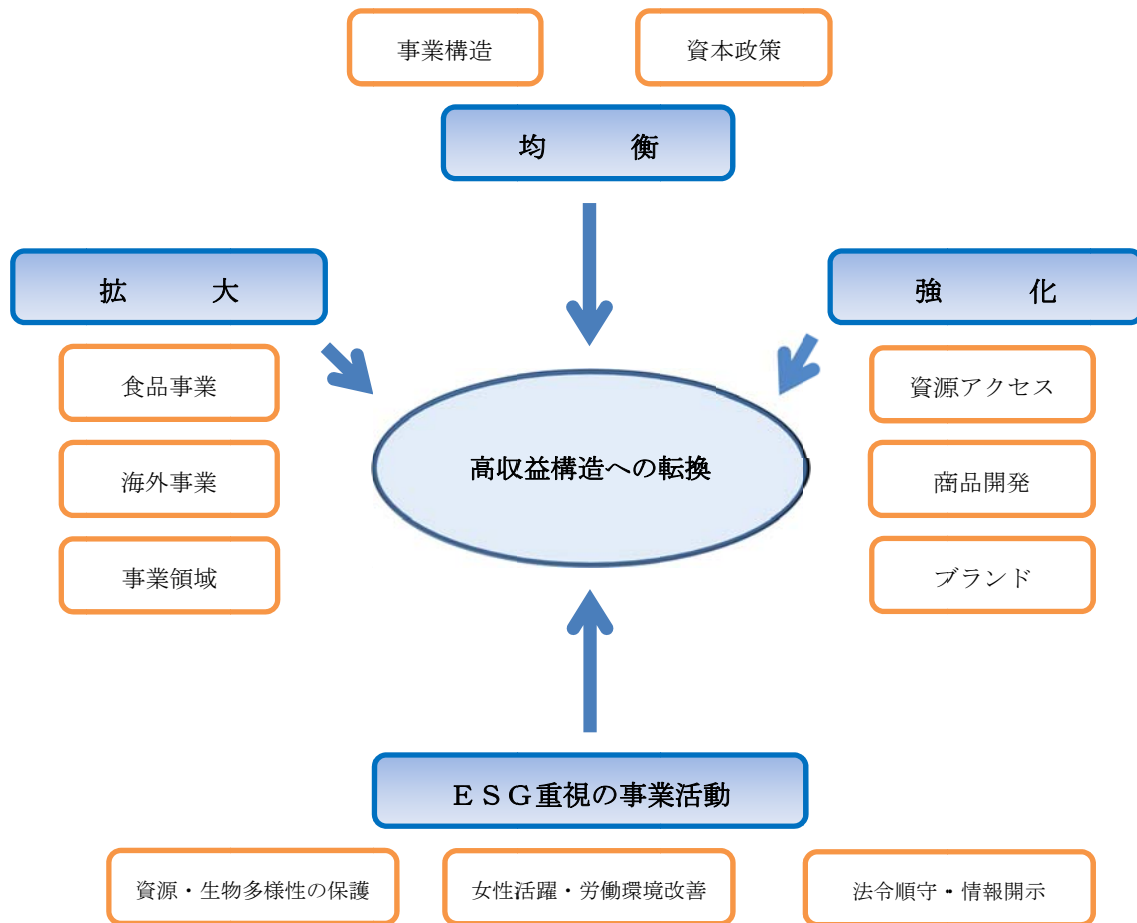 事業構造
資本政策
均　衡
拡　大
強　化
食品事業
海外事業
事業領域
資源アクセス
商品開発
ブランド
高収益構造への転換
ＥＳＧ重視の事業活動
資源・生物多様性の保護
女性活躍・労働環境改善
法令順守・情報開示